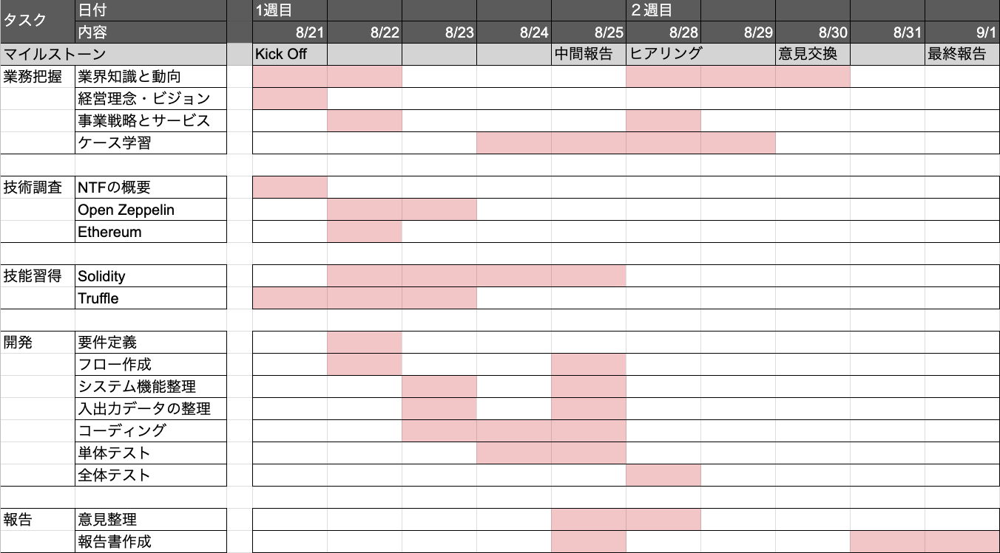 タスク 日付 1週目 ２週目
内容 8/21 8/22 8/23 8/24 8/25 8/28 8/29 8/30 8/31 9/1
マイルストーン Kick Off 中間報告 ヒアリング 意見交換 最終報告
業務把握 業界知識と動向
経営理念・ビジョン
事業戦略とサービス
ケース学習
技術調査 NTFの概要
Open Zeppelin
Ethereum
技能習得 Solidity
Truffle
開発 要件定義
フロー作成
システム機能整理
入出力データの整理
コーディング
単体テスト
全体テスト
報告 意見整理
報告書作成